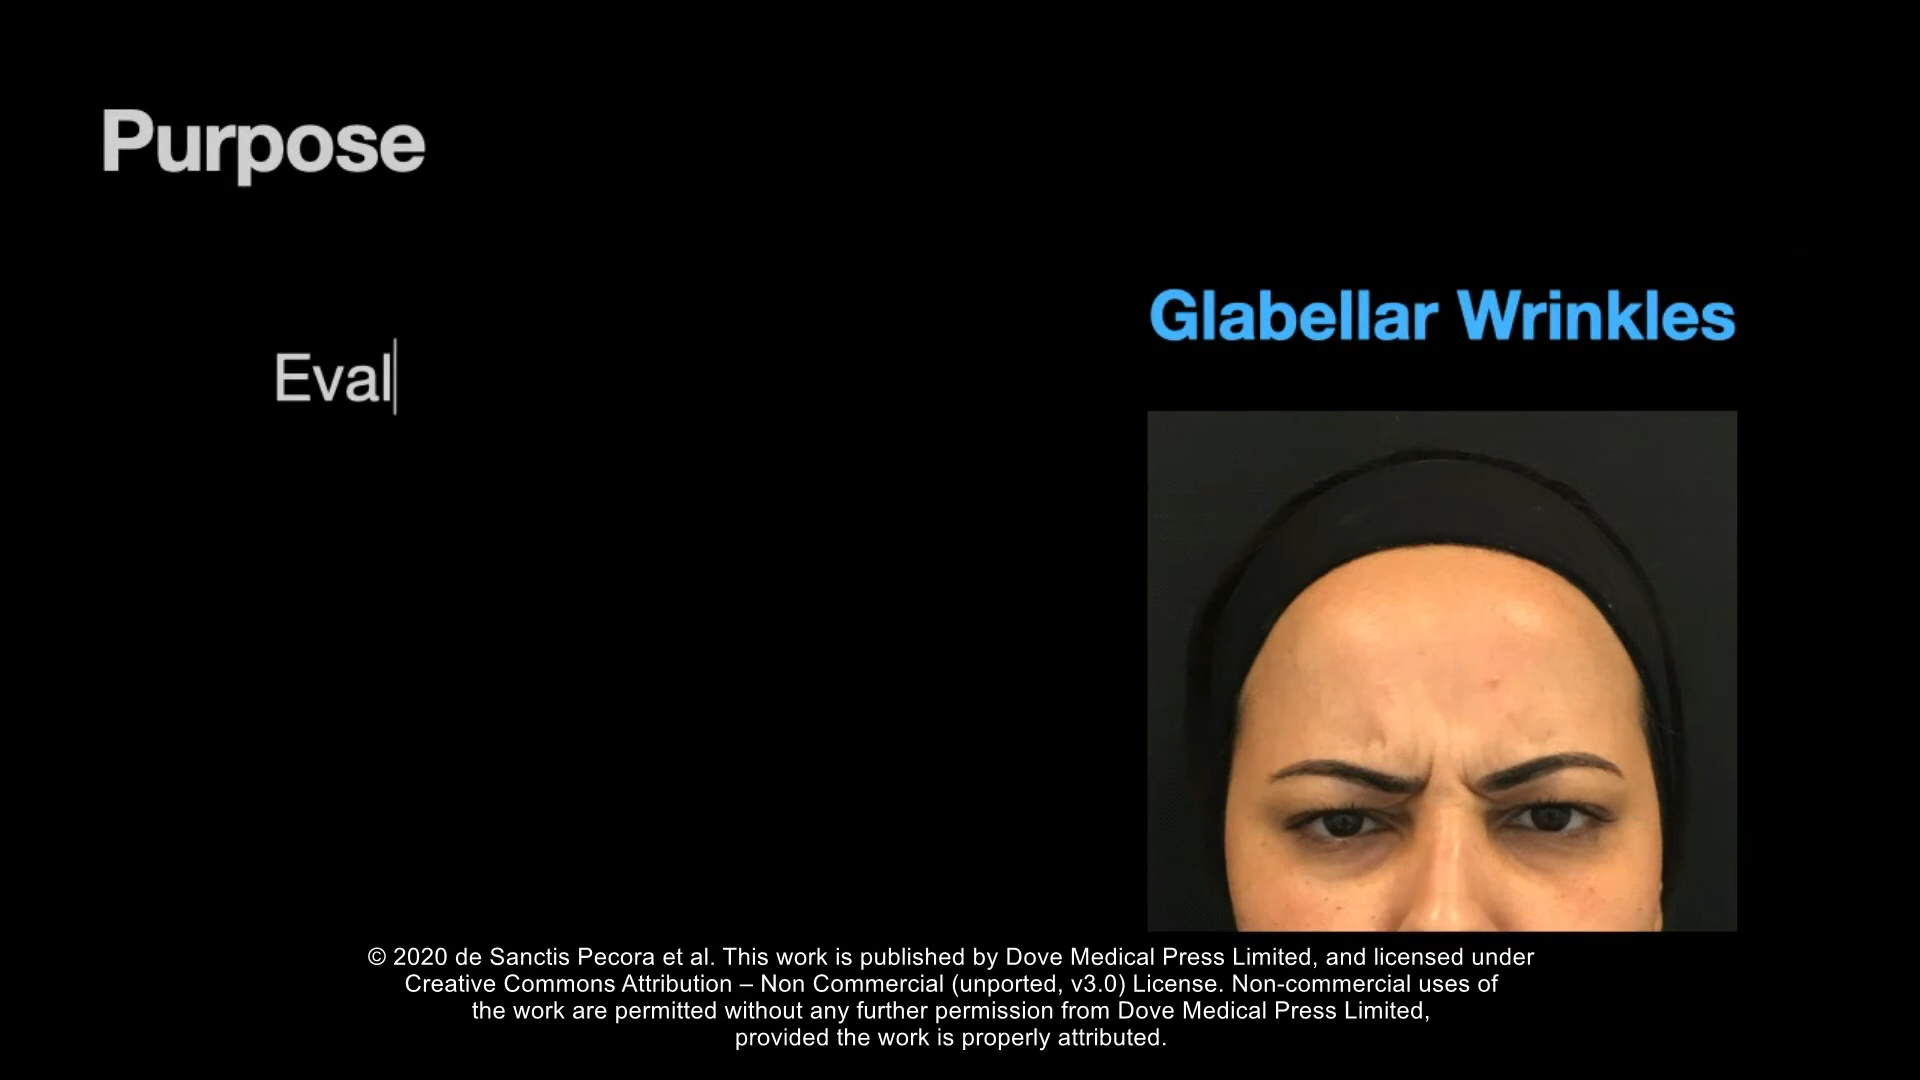 Purpose
Glabellar Wrinkles
Eval
© 2020 de Sanctis Pecora et al. This work is published by Dove Medical Press Limited, and licensed under
Creative Commons Attribution – Non Commercial (unported, v3.0) License. Non-commercial uses of
the work are permitted without any further permission from Dove Medical Press Limited,
provided the work is properly attributed.